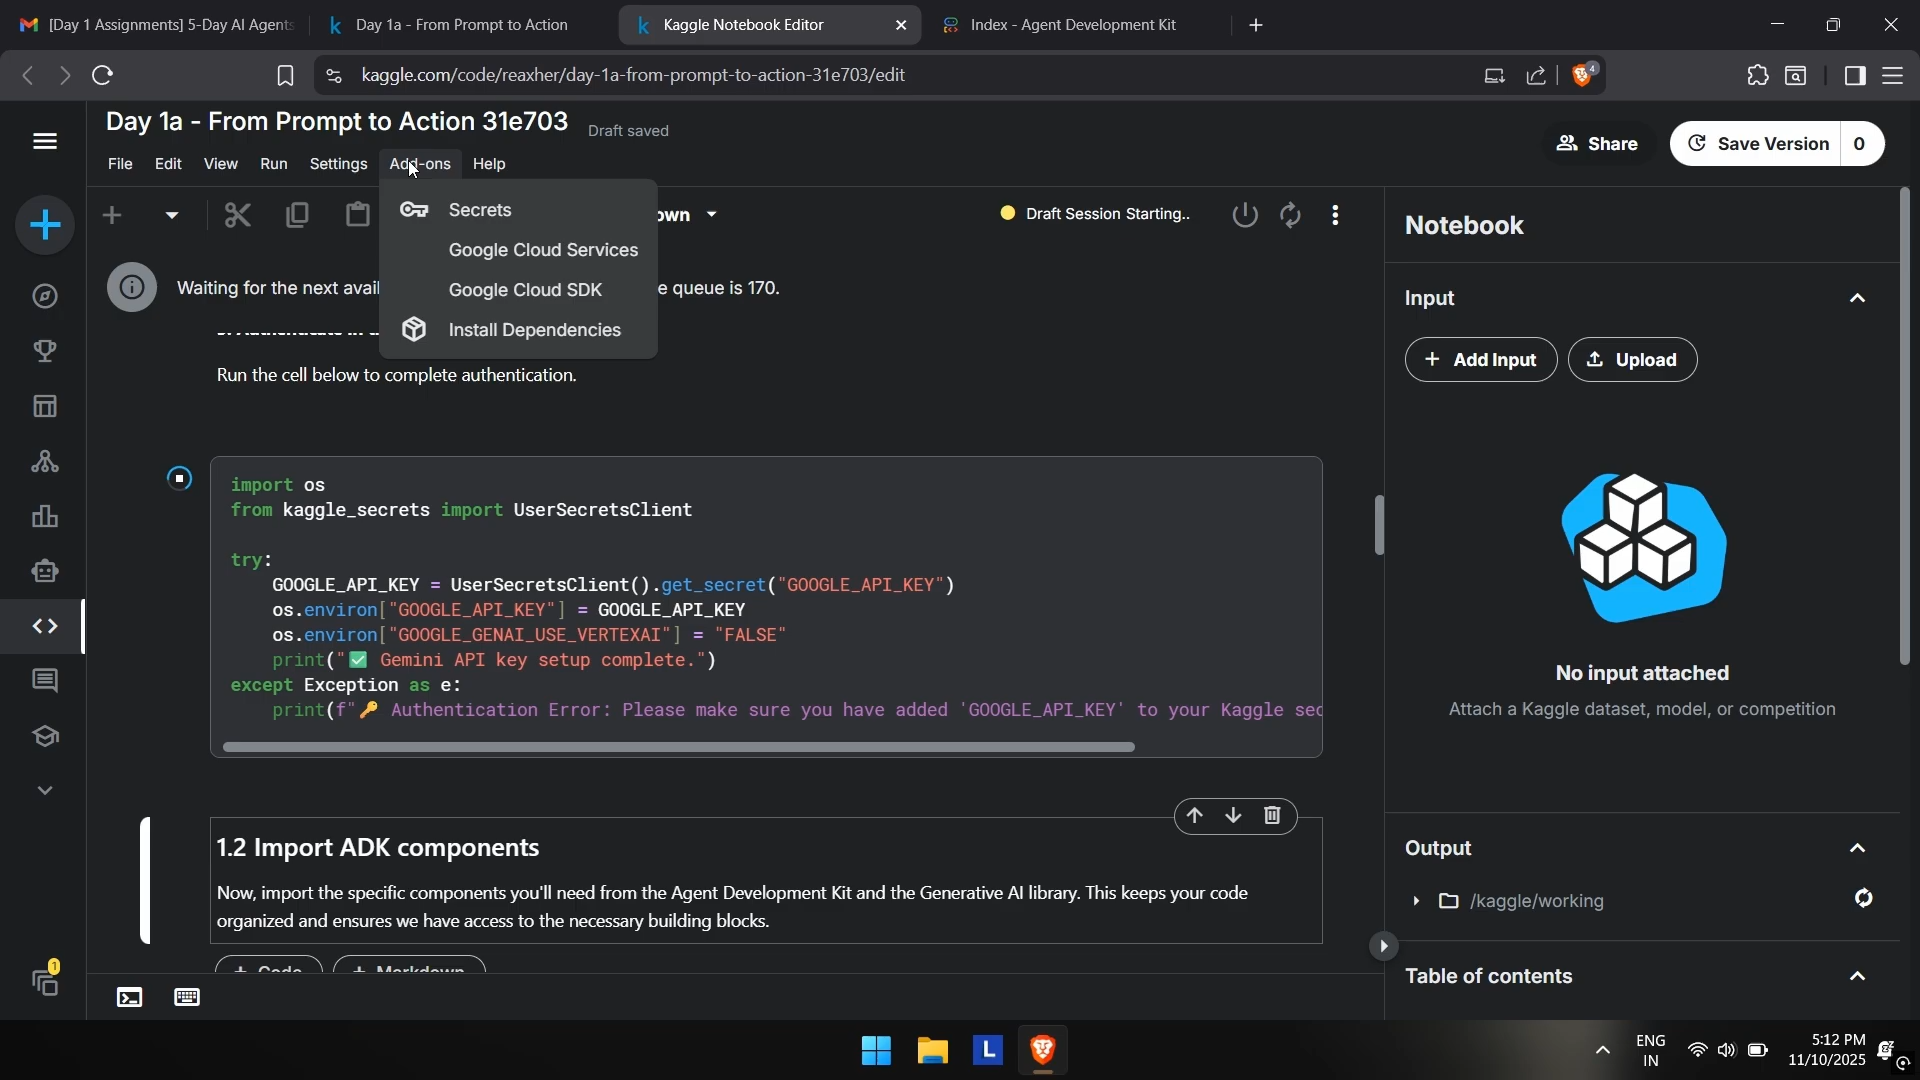 [Day 1 Assignments] 5-Day AI Agents
Day 1a - From Prompt to Action
Kaggle Notebook Editor
Index - Agent Development Kit
kaggle.com/code/reaxher/day-1a-from-prompt-to-action-31e703/edit
4
Day 1a - From Prompt to Action 31e703
Draft saved
Share
Save Version
0
File
Edit
View
Run
Settings
Add-ons
Help
Secrets
Google Cloud Services
Google Cloud SDK
Install Dependencies
Draft Session Starting..
Waiting for the next avail
e queue is 170.
Run the cell below to complete authentication.
import os
from kaggle_secrets import UserSecretsClient
try:
GOOGLE_API_KEY = UserSecretsClient().get_secret("GOOGLE_API_KEY")
os.environ["GOOGLE_API_KEY"] = GOOGLE_API_KEY
os.environ["GOOGLE_GENAI_USE_VERTEXAI"] = "FALSE"
print("✅ Gemini API key setup complete.")
except Exception as e:
print(f"🔑 Authentication Error: Please make sure you have added 'GOOGLE_API_KEY' to your Kaggle sec
1.2 Import ADK components
Now, import the specific components you'll need from the Agent Development Kit and the Generative AI library. This keeps your code
organized and ensures we have access to the necessary building blocks.
+ Code
+ Markdown
Notebook
Input
+ Add Input
Upload
No input attached
Attach a Kaggle dataset, model, or competition
Output
/kaggle/working
Table of contents
1
L
ENG
IN
5:12 PM
11/10/2025